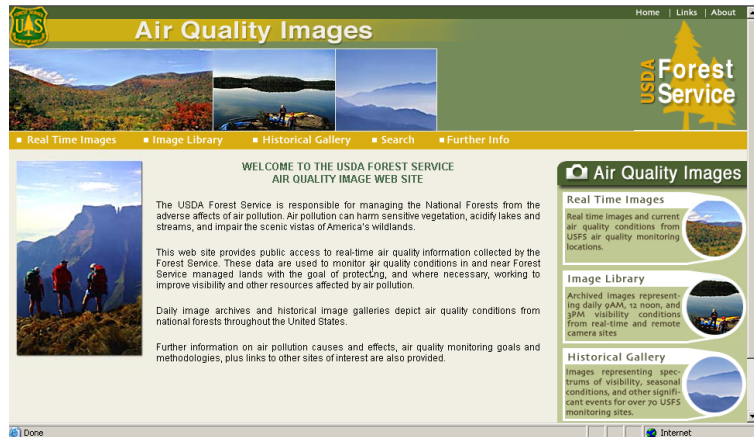 Home | Links | About
Air Quality Images
USDA Forest Service
Real Time Images
Image Library
Historical Gallery
Search
Further Info
WELCOME TO THE USDA FOREST SERVICE
AIR QUALITY IMAGE WEB SITE
The USDA Forest Service is responsible for managing the National Forests from the
adverse affects of air pollution. Air pollution can harm sensitive vegetation, acidify lakes and
streams, and impair the scenic vistas of America's wildlands.
This web site provides public access to real-time air quality information collected by the
Forest Service. These data are used to monitor air quality conditions in and near Forest
Service managed lands with the goal of protecting, and where necessary, working to
improve visibility and other resources affected by air pollution.
Daily image archives and historical image galleries depict air quality conditions from
national forests throughout the United States.
Further information on air pollution causes and effects, air quality monitoring goals and
methodologies, plus links to other sites of interest are also provided.
Air Quality Images
Real Time Images
Real time images and current
air quality conditions from
USFS air quality monitoring
locations.
Image Library
Archived images represent-
ing daily 9AM, 12 noon, and
3PM visibility conditions
from real-time and remote
camera sites
Historical Gallery
Images representing spec-
trums of visibility, seasonal
conditions, and other signifi-
cant events for over 70 USFS
monitoring sites.
Done
Internet